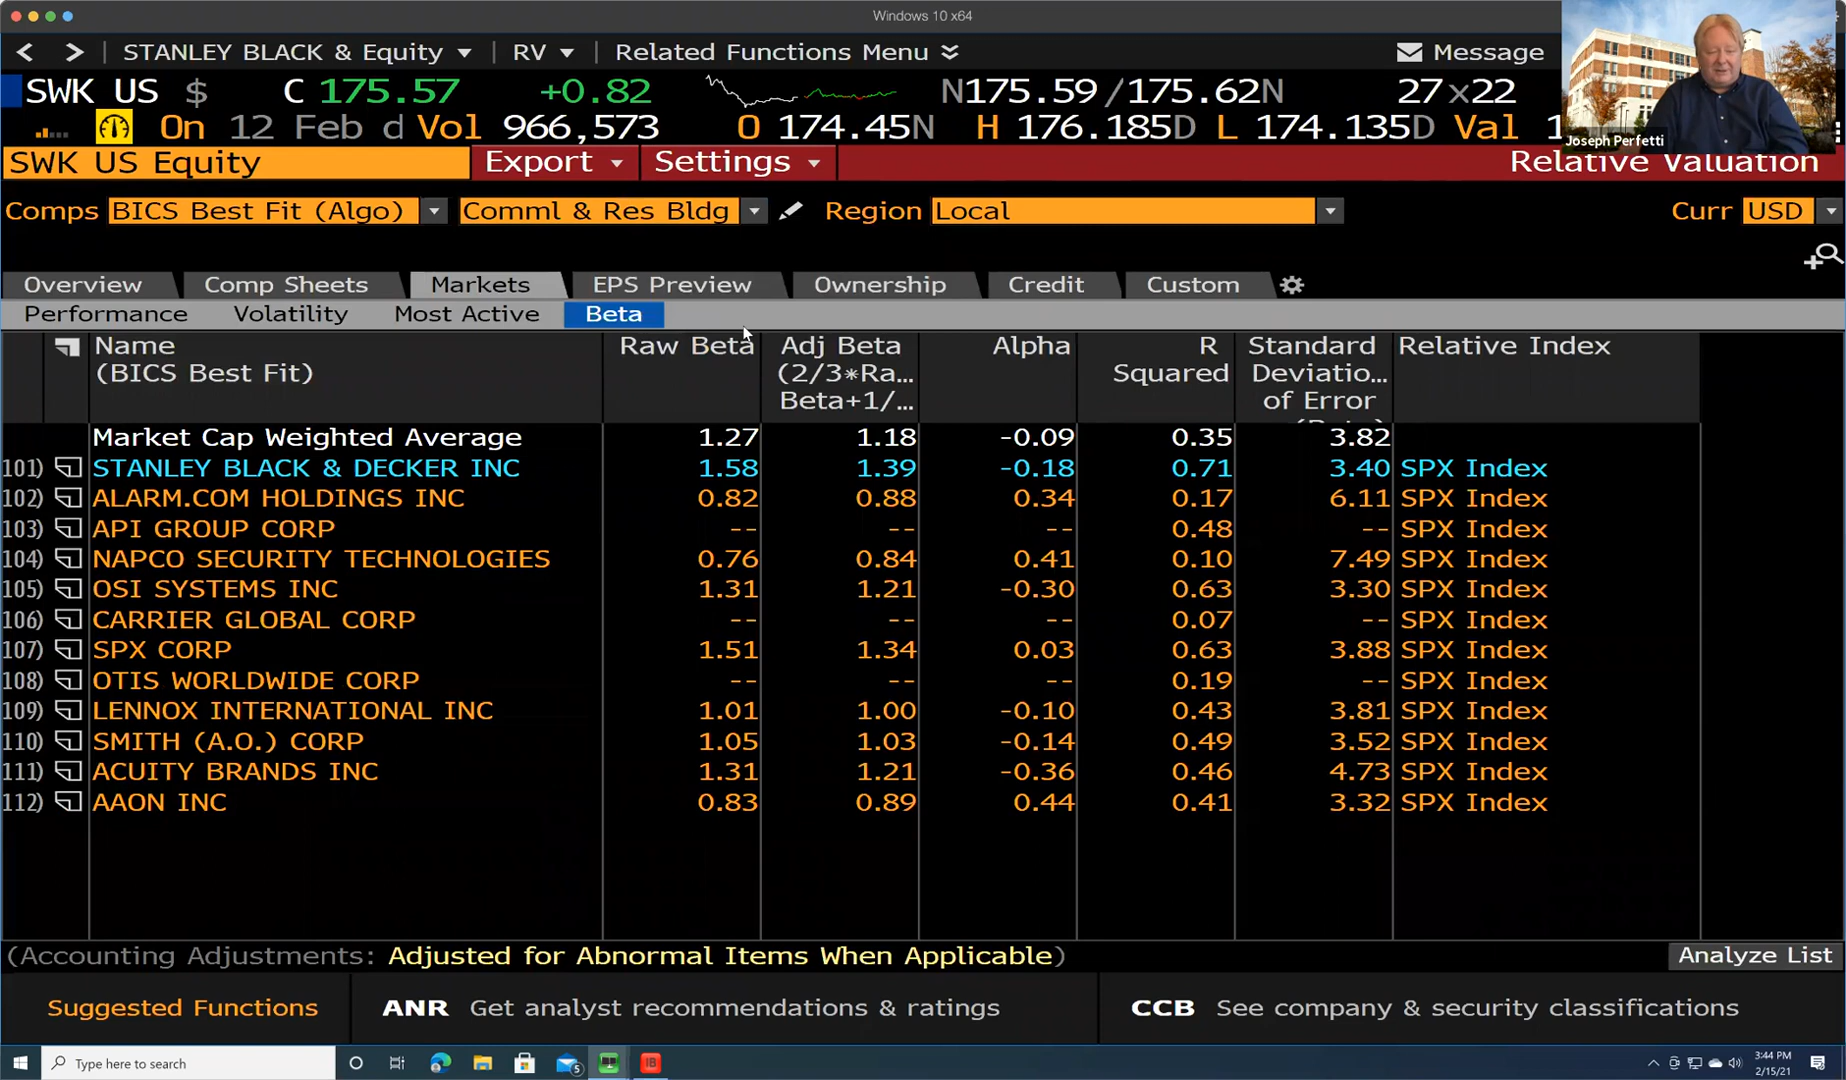 Windows 10 x64
STANLEY BLACK & Equity RV Related Functions Menu Message
SWK US $ C 175.57 +0.82 N175.59/175.62N 27x22
On 12 Feb d Vol 966,573 O 174.45N H 176.185D L 174.135D Val
Joseph Perfetti
SWK US Equity Export Settings Relative Valuation
Comps BICS Best Fit (Algo) Comml & Res Bldg Region Local Curr USD
Overview Comp Sheets Markets EPS Preview Ownership Credit Custom
Performance Volatility Most Active Beta
Name Raw Beta Adj Beta Alpha R Standard Relative Index
(BICS Best Fit) (2/3*Ra... Squared Deviatio...
Beta+1/... of Error
Market Cap Weighted Average 1.27 1.18 -0.09 0.35 3.82
101) STANLEY BLACK & DECKER INC 1.58 1.39 -0.18 0.71 3.40 SPX Index
102) ALARM.COM HOLDINGS INC 0.82 0.88 0.34 0.17 6.11 SPX Index
103) API GROUP CORP -- -- -- 0.48 -- SPX Index
104) NAPCO SECURITY TECHNOLOGIES 0.76 0.84 0.41 0.10 7.49 SPX Index
105) OSI SYSTEMS INC 1.31 1.21 -0.30 0.63 3.30 SPX Index
106) CARRIER GLOBAL CORP -- -- -- 0.07 -- SPX Index
107) SPX CORP 1.51 1.34 0.03 0.63 3.88 SPX Index
108) OTIS WORLDWIDE CORP -- -- -- 0.19 -- SPX Index
109) LENNOX INTERNATIONAL INC 1.01 1.00 -0.10 0.43 3.81 SPX Index
110) SMITH (A.O.) CORP 1.05 1.03 -0.14 0.49 3.52 SPX Index
111) ACUITY BRANDS INC 1.31 1.21 -0.36 0.46 4.73 SPX Index
112) AAON INC 0.83 0.89 0.44 0.41 3.32 SPX Index
(Accounting Adjustments: Adjusted for Abnormal Items When Applicable) Analyze List
Suggested Functions ANR Get analyst recommendations & ratings CCB See company & security classifications
Type here to search 5 IB 3:44 PM
2/15/21